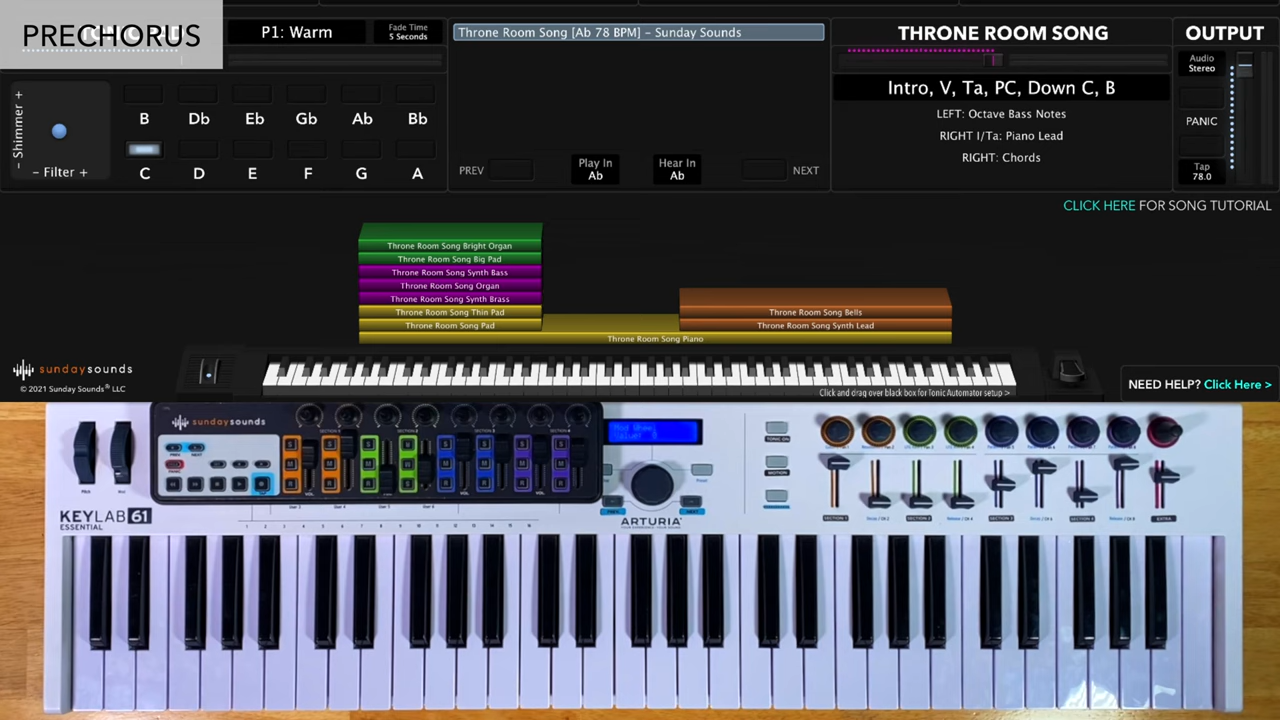 PRECHORUS
P1: Warm
Fade Time
5 Seconds
Throne Room Song [Ab 78 BPM] – Sunday Sounds
THRONE ROOM SONG
OUTPUT
Audio
Stereo
Intro, V, Ta, PC, Down C, B
LEFT: Octave Bass Notes
RIGHT I/Ta: Piano Lead
RIGHT: Chords
PANIC
Tap
78.0
– Shimmer +
– Filter +
B Db Eb Gb Ab Bb
C D E F G A
PREV
Play In
Ab
Hear In
Ab
NEXT
CLICK HERE FOR SONG TUTORIAL
Throne Room Song Bright Organ
Throne Room Song Big Pad
Throne Room Song Synth Bass
Throne Room Song Organ
Throne Room Song Synth Brass
Throne Room Song Thin Pad
Throne Room Song Pad
Throne Room Song Bells
Throne Room Song Synth Lead
Throne Room Song Piano
sundaysounds
© 2021 Sunday Sounds® LLC
Click and drag over black box for Tonic Automator setup >
NEED HELP? Click Here >
sundaysounds
KEYLAB 61
ESSENTIAL
ARTURIA